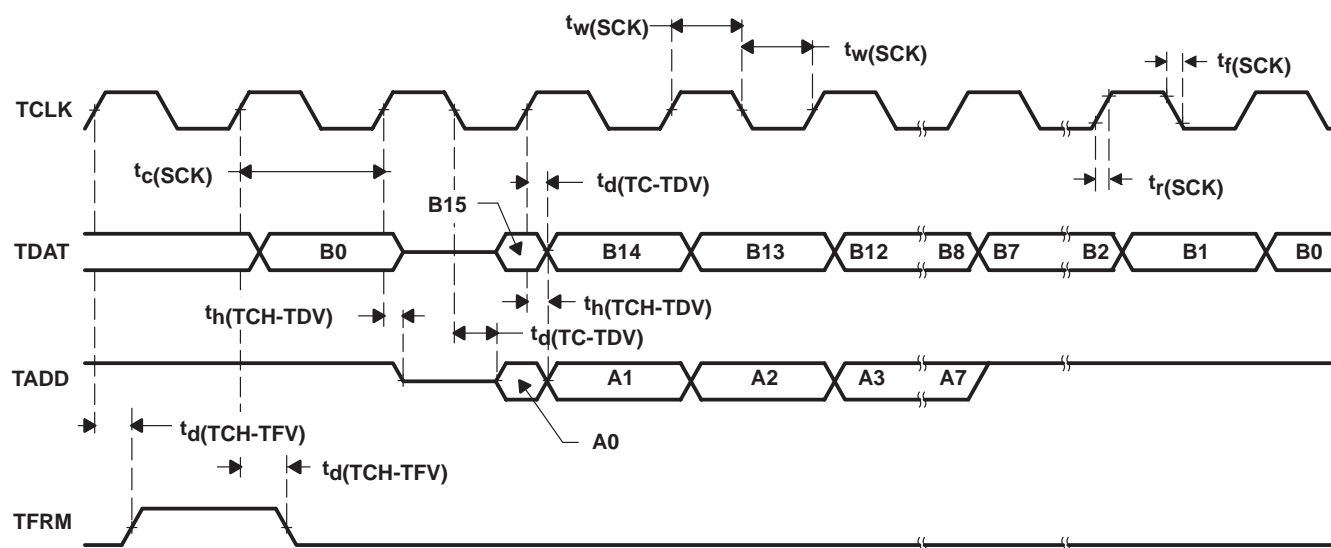 tw(SCK)
tw(SCK)
tf(SCK)
TCLK
tc(SCK)
td(TC-TDV)
tr(SCK)
B15
TDAT
B0
B14
B13
B12
B8
B7
B2
B1
B0
th(TCH-TDV)
th(TCH-TDV)
td(TC-TDV)
TADD
A1
A2
A3
A7
td(TCH-TFV)
A0
td(TCH-TFV)
TFRM